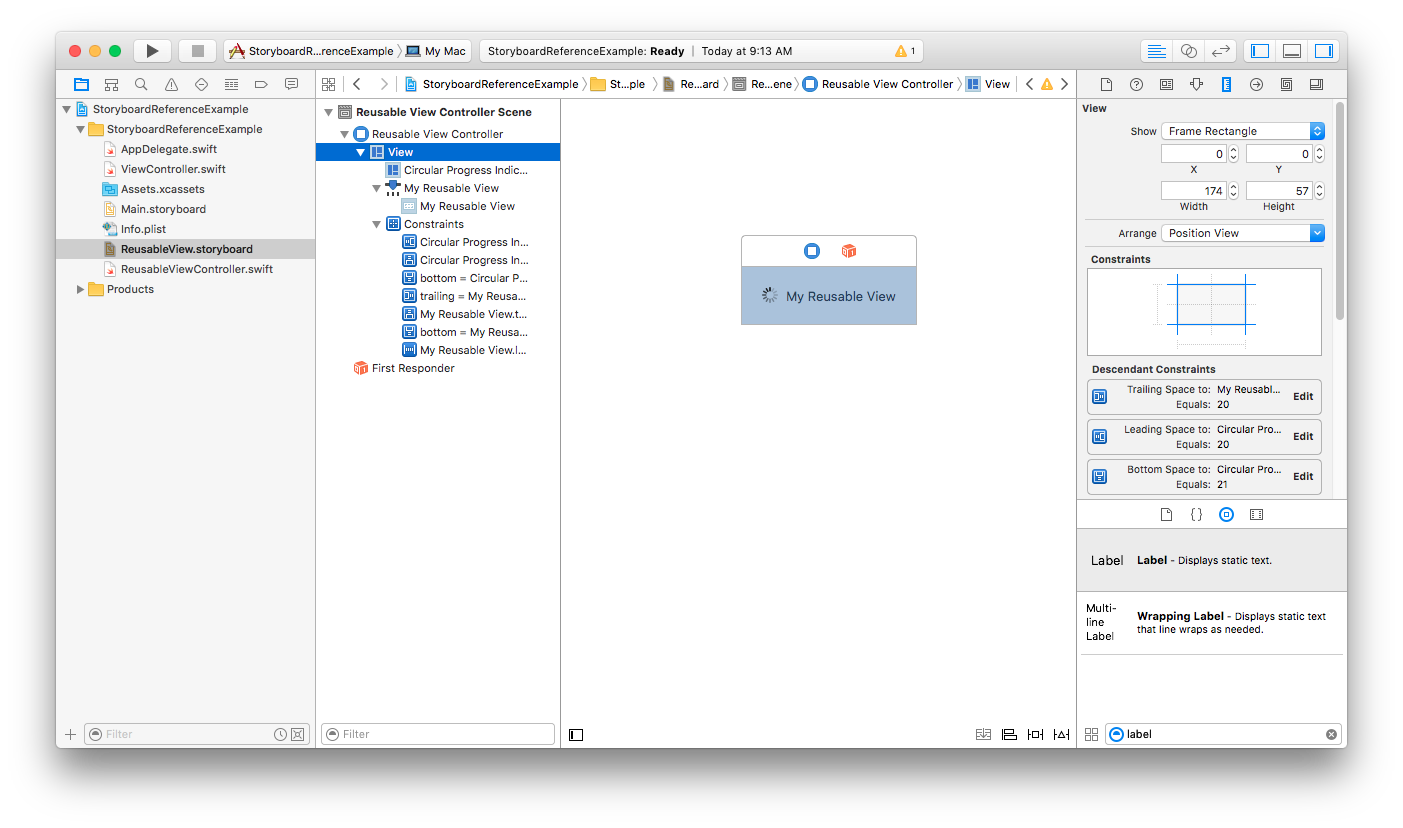 StoryboardR...renceExample
My Mac
StoryboardReferenceExample: Ready | Today at 9:13 AM
1
StoryboardReferenceExample
St...ple
Re...ard
Re...ene
Reusable View Controller
View
StoryboardReferenceExample
StoryboardReferenceExample
AppDelegate.swift
ViewController.swift
Assets.xcassets
Main.storyboard
Info.plist
ReusableView.storyboard
ReusableViewController.swift
Products
Filter
Reusable View Controller Scene
Reusable View Controller
View
Circular Progress Indic...
My Reusable View
My Reusable View
Constraints
Circular Progress In...
Circular Progress In...
bottom = Circular P...
trailing = My Reusa...
My Reusable View.t...
bottom = My Reusa...
My Reusable View.l...
First Responder
Filter
My Reusable View
View
Show Frame Rectangle
0 0
X Y
174 57
Width Height
Arrange Position View
Constraints
Descendant Constraints
Trailing Space to: My Reusabl...
Equals: 20
Edit
Leading Space to: Circular Pro...
Equals: 20
Edit
Bottom Space to: Circular Pro...
Equals: 21
Edit
Label
Label - Displays static text.
Multi-
line
Label
Wrapping Label - Displays static text
that line wraps as needed.
label